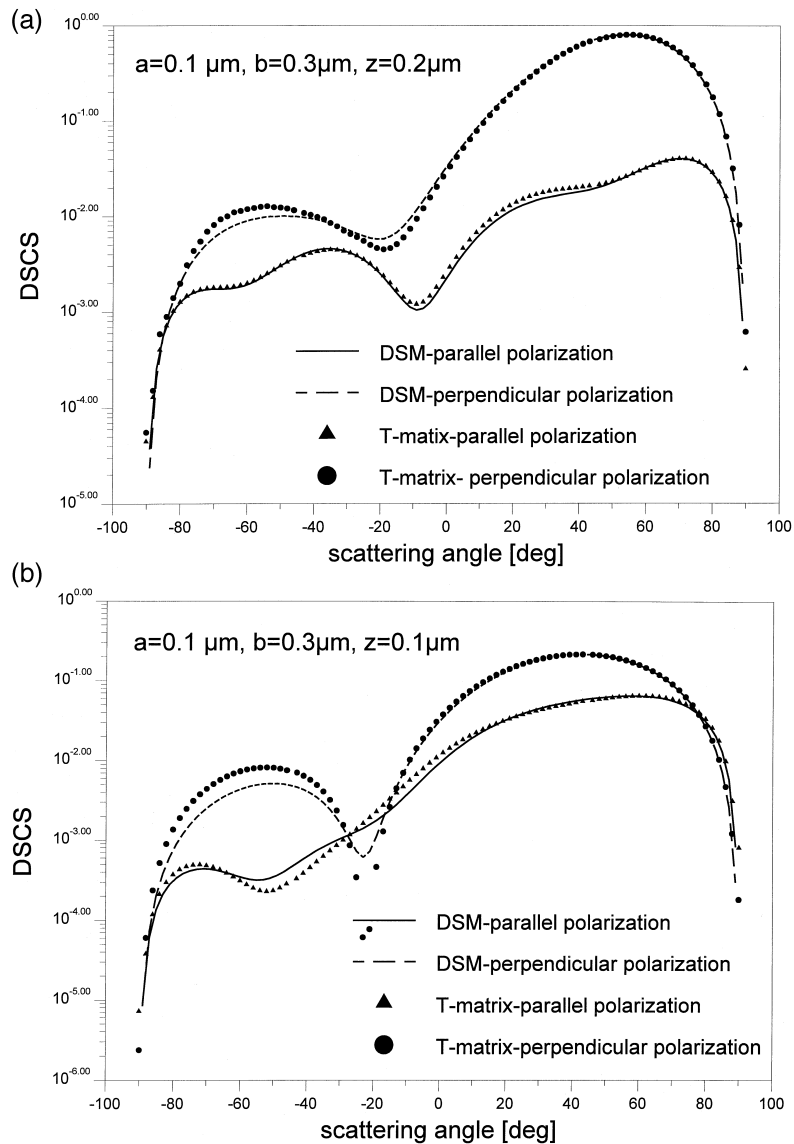 (a)
10^0.00
a=0.1 µm, b=0.3µm, z=0.2µm
10^-1.00
10^-2.00
DSCS
10^-3.00
DSM-parallel polarization
DSM-perpendicular polarization
10^-4.00
T-matix-parallel polarization
T-matrix- perpendicular polarization
10^-5.00
-100 -80 -60 -40 -20 0 20 40 60 80 100
scattering angle [deg]
(b)
10^0.00
a=0.1 µm, b=0.3µm, z=0.1µm
10^-1.00
10^-2.00
DSCS
10^-3.00
10^-4.00
DSM-parallel polarization
DSM-perpendicular polarization
10^-5.00
T-matrix-parallel polarization
T-matrix-perpendicular polarization
10^-6.00
-100 -80 -60 -40 -20 0 20 40 60 80 100
scattering angle [deg]